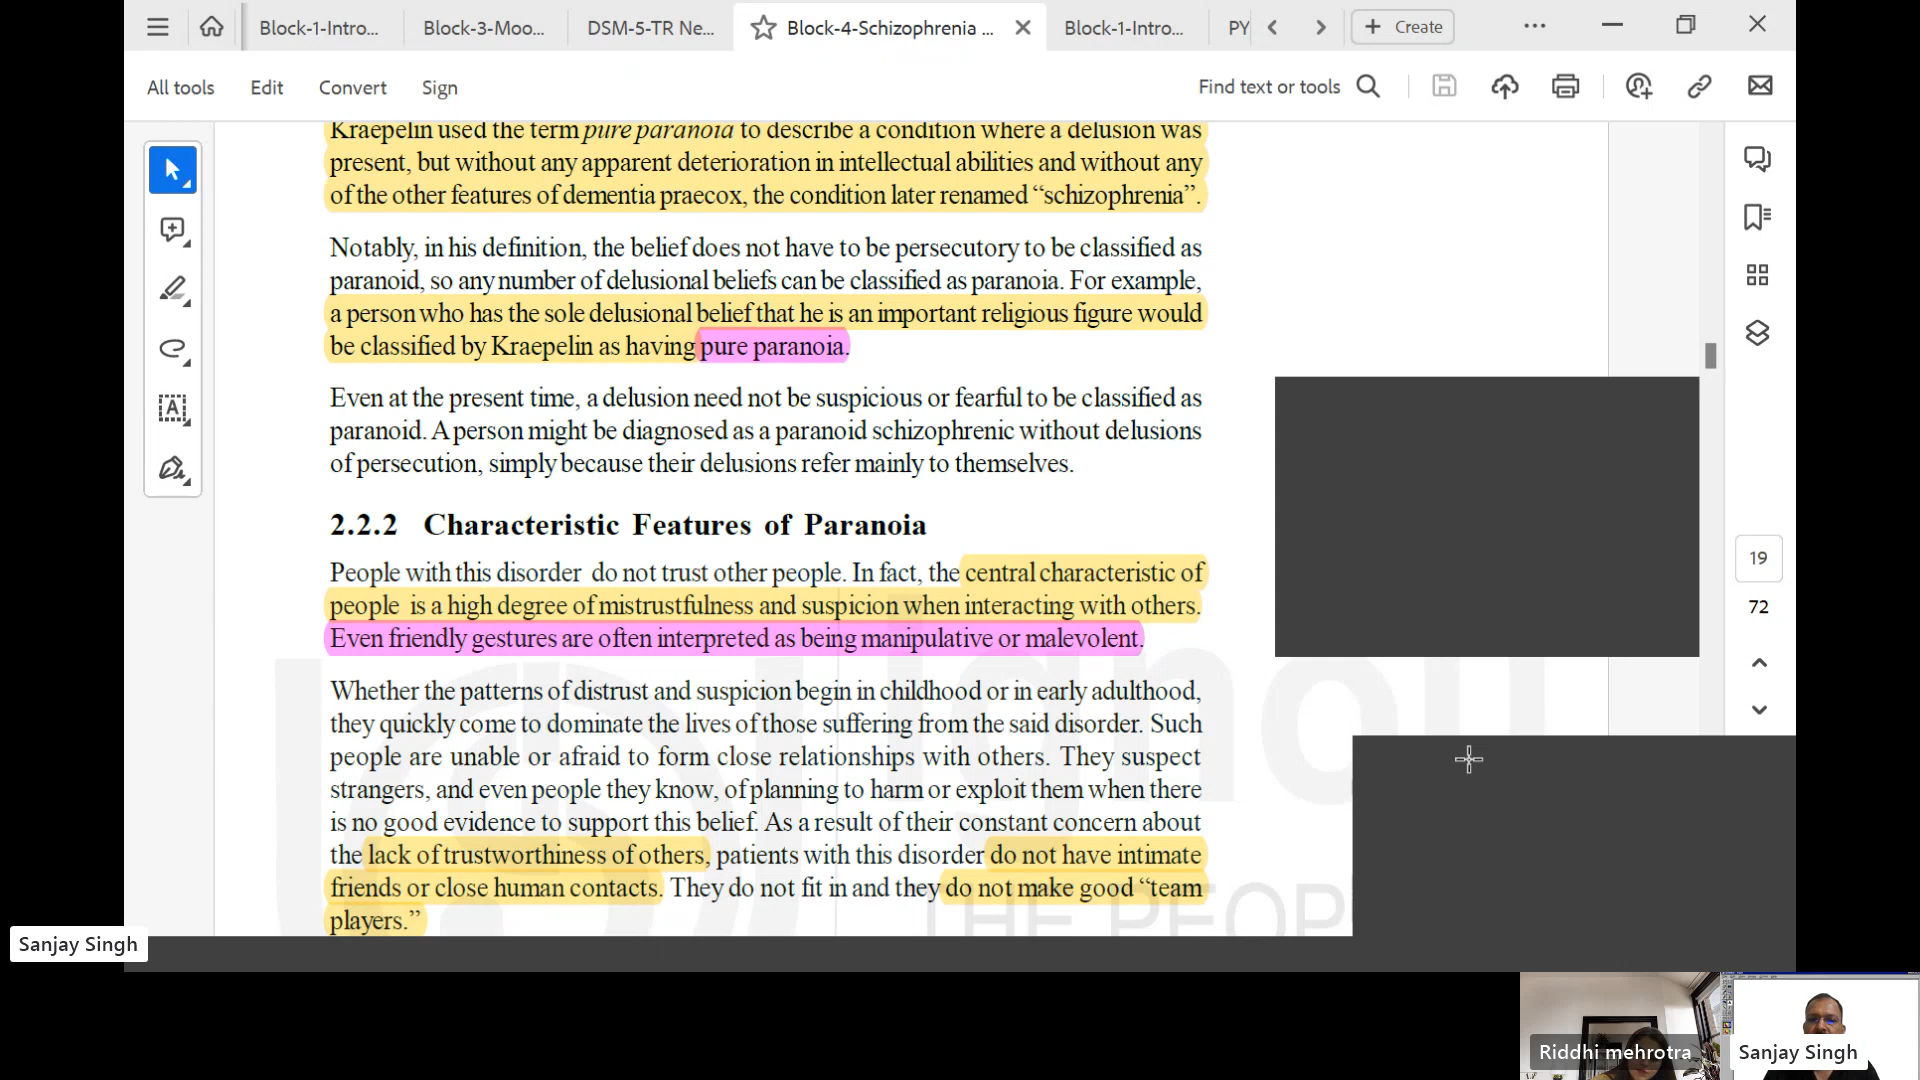 Block-1-Intro...
Block-3-Moo...
DSM-5-TR Ne...
Block-4-Schizophrenia ...
Block-1-Intro...
PY
Create
All tools
Edit
Convert
Sign
Find text or tools
Kraepelin used the term pure paranoia to describe a condition where a delusion was
present, but without any apparent deterioration in intellectual abilities and without any
of the other features of dementia praecox, the condition later renamed “schizophrenia”.
Notably, in his definition, the belief does not have to be persecutory to be classified as
paranoid, so any number of delusional beliefs can be classified as paranoia. For example,
a person who has the sole delusional belief that he is an important religious figure would
be classified by Kraepelin as having pure paranoia.
Even at the present time, a delusion need not be suspicious or fearful to be classified as
paranoid. A person might be diagnosed as a paranoid schizophrenic without delusions
of persecution, simply because their delusions refer mainly to themselves.
2.2.2 Characteristic Features of Paranoia
People with this disorder do not trust other people. In fact, the central characteristic of
people is a high degree of mistrustfulness and suspicion when interacting with others.
Even friendly gestures are often interpreted as being manipulative or malevolent.
Whether the patterns of distrust and suspicion begin in childhood or in early adulthood,
they quickly come to dominate the lives of those suffering from the said disorder. Such
people are unable or afraid to form close relationships with others. They suspect
strangers, and even people they know, of planning to harm or exploit them when there
is no good evidence to support this belief. As a result of their constant concern about
the lack of trustworthiness of others, patients with this disorder do not have intimate
friends or close human contacts. They do not fit in and they do not make good “team
players.”
ignou
THE PEOP
19
72
Sanjay Singh
Riddhi mehrotra
Sanjay Singh